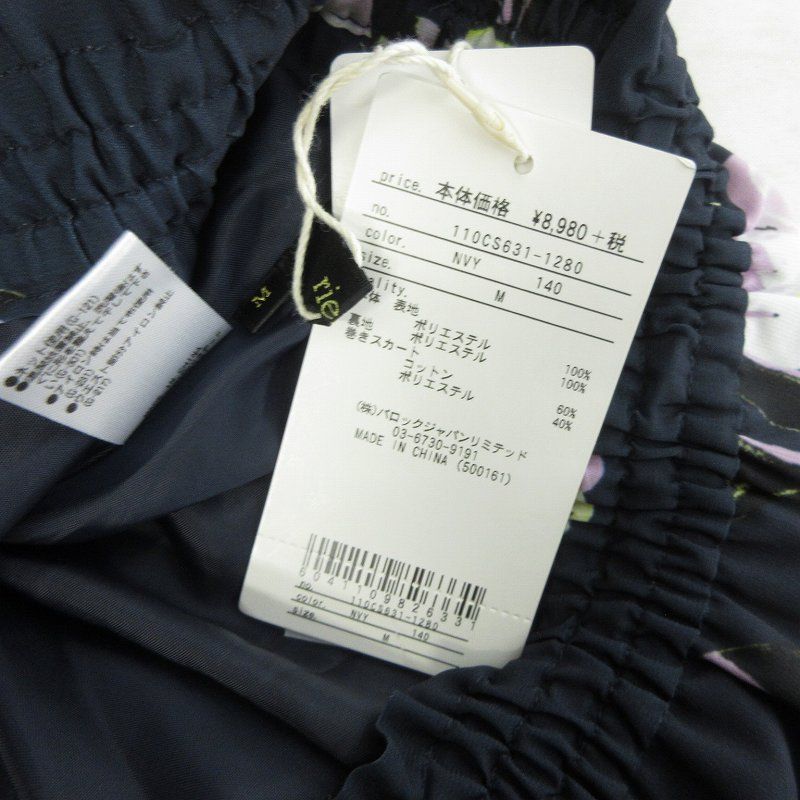 price. 本体価格 ¥8,980+税
no. 110CS631-1280
color. NVY 140
size. M
ality.
体 表地 ポリエステル 100%
裏地 ポリエステル 100%
巻きスカート
コットン 60%
ポリエステル 40%
(株)バロックジャパンリミテッド
03-6730-9191
MADE IN CHINA (500161)
6041109826331
no. 110CS631-1280
color. NVY 140
size. M
M
rie